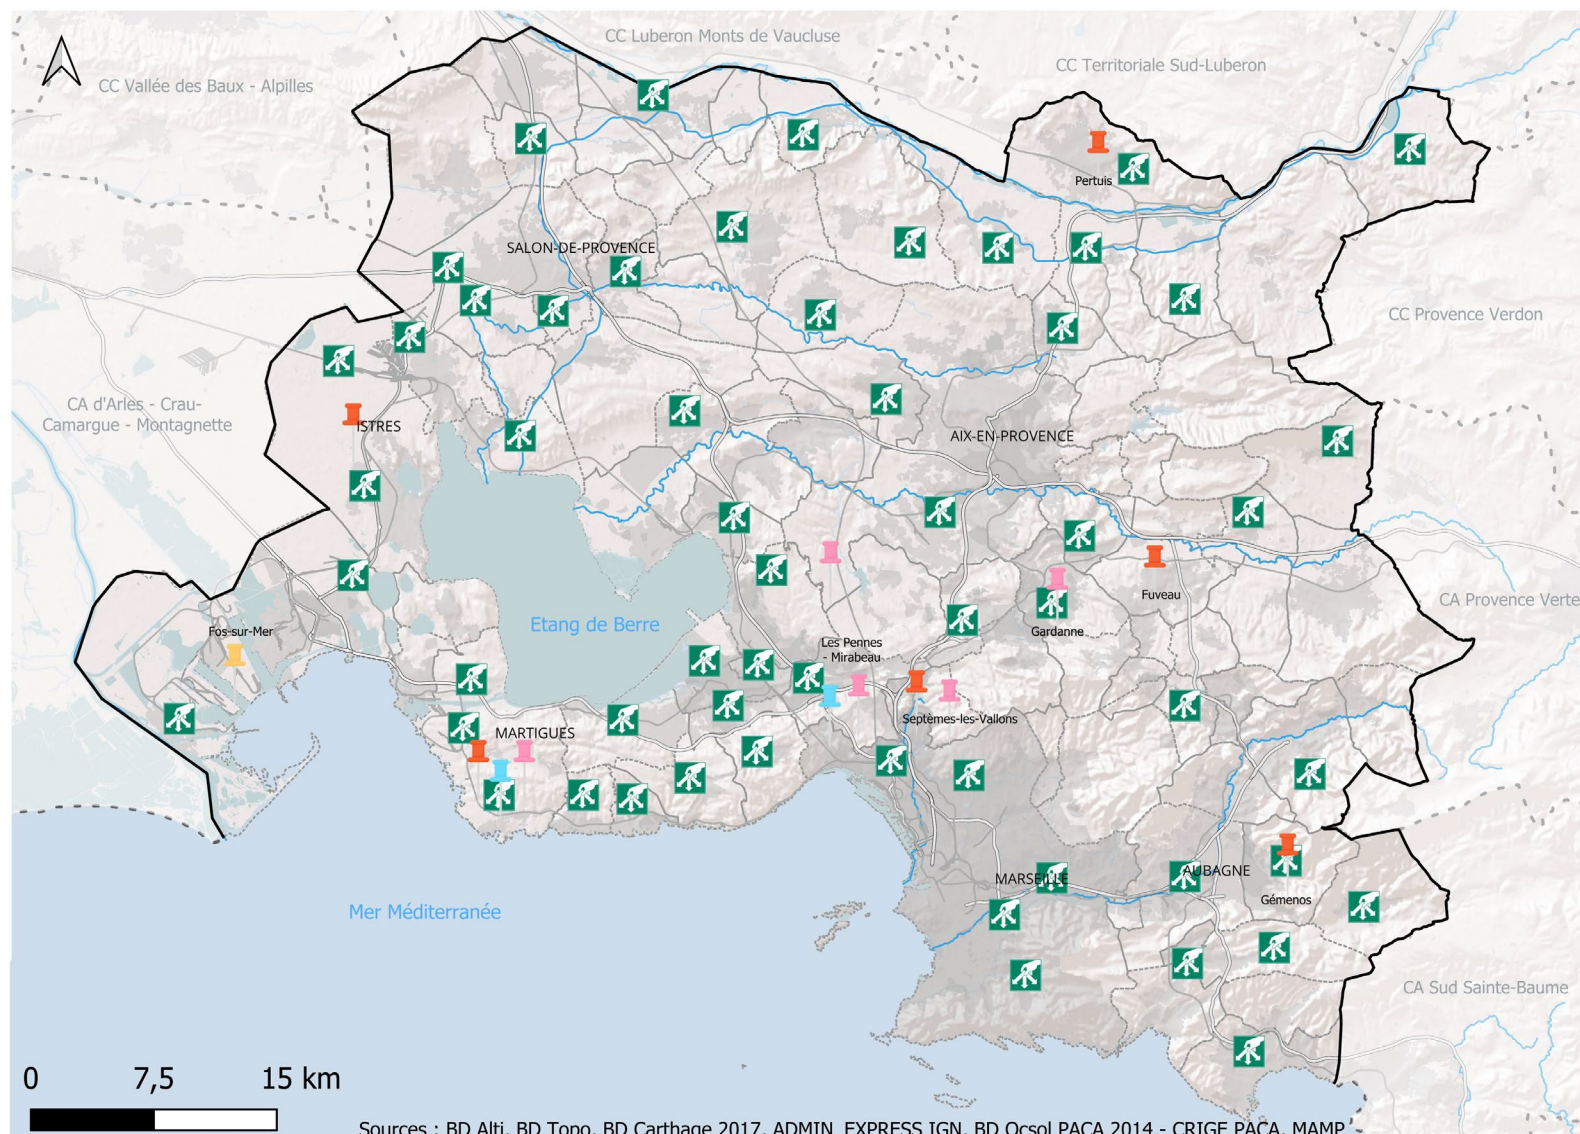 CC Luberon Monts de Vaucluse
CC Territoriale Sud-Luberon
CC Vallée des Baux - Alpilles
Pertuis
SALON-DE-PROVENCE
CC Provence Verdon
CA d'Arles - Crau-
Camargue - Montagnette
ISTRES
AIX-EN-PROVENCE
Fuveau
CA Provence Verte
Etang de Berre
Fos-sur-Mer
Gardanne
Les Pennes
- Mirabeau
Septèmes-les-Vallons
MARTIGUES
MARSEILLE
AUBAGNE
Gémenos
Mer Méditerranée
CA Sud Sainte-Baume
0 7,5 15 km
Sources : BD Alti, BD Topo, BD Carthage 2017, ADMIN_EXPRESS IGN, BD Ocsol PACA 2014 - CRIGE PACA, MAMP